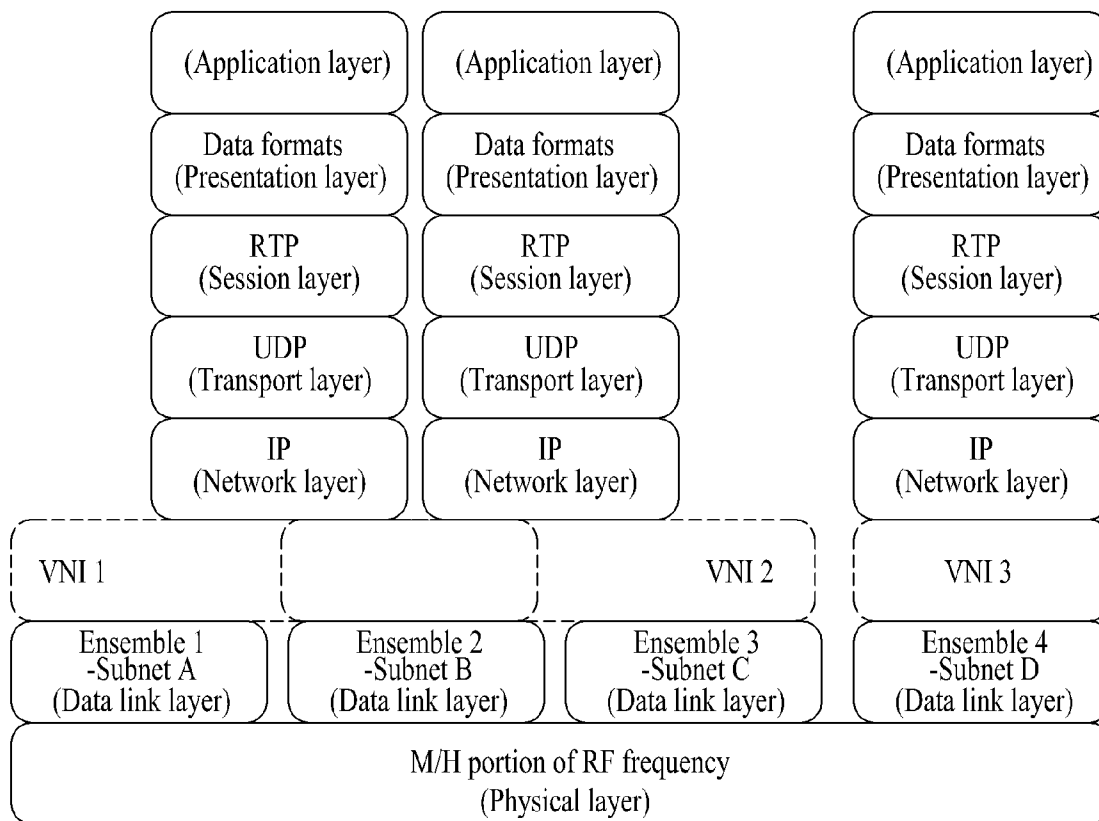 (Application layer)
(Application layer)
(Application layer)
Data formats
(Presentation layer)
Data formats
(Presentation layer)
Data formats
(Presentation layer)
RTP
(Session layer)
RTP
(Session layer)
RTP
(Session layer)
UDP
(Transport layer)
UDP
(Transport layer)
UDP
(Transport layer)
IP
(Network layer)
IP
(Network layer)
IP
(Network layer)
VNI 1
VNI 2
VNI 3
Ensemble 1
-Subnet A
(Data link layer)
Ensemble 2
-Subnet B
(Data link layer)
Ensemble 3
-Subnet C
(Data link layer)
Ensemble 4
-Subnet D
(Data link layer)
M/H portion of RF frequency
(Physical layer)